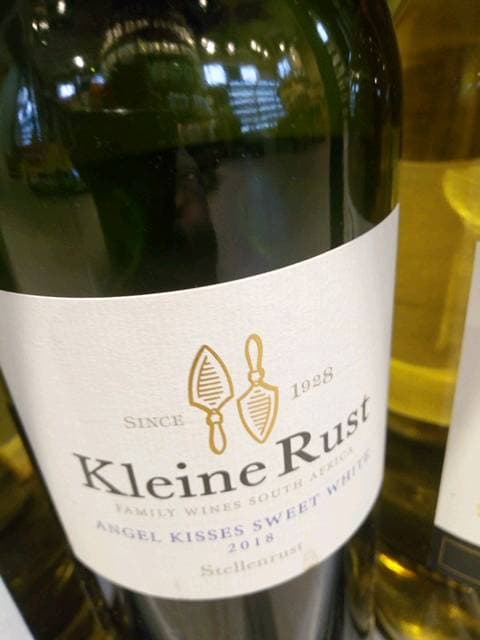 SINCE 1928
Kleine Rust
FAMILY WINES SOUTH AFRICA
ANGEL KISSES SWEET WHITE
2018
Stellenrust